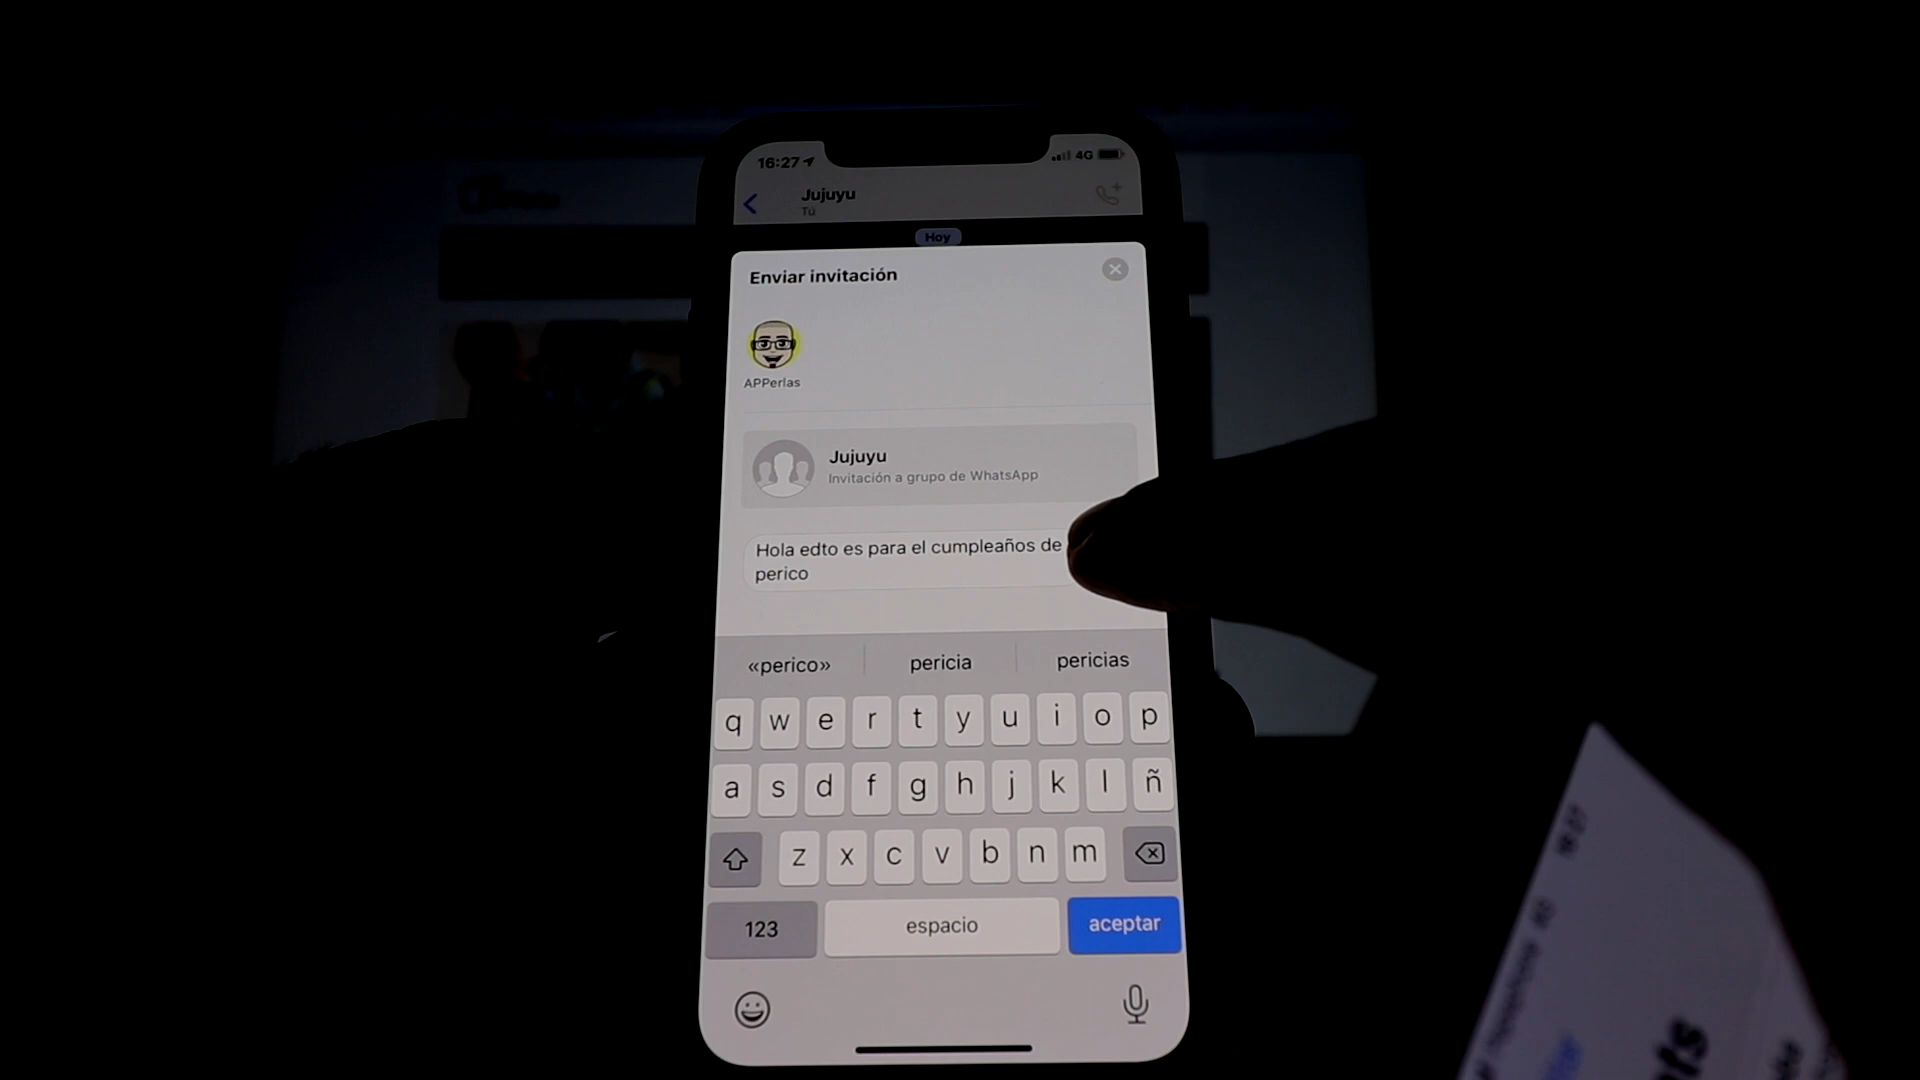 16:27
4G
Jujuyu
Tú
Hoy
Enviar invitación
APPerlas
Jujuyu
Invitación a grupo de WhatsApp
Hola edto es para el cumpleaños de
perico
«perico» pericia pericias
q w e r t y u i o p
a s d f g h j k l ñ
z x c v b n m
123 espacio aceptar